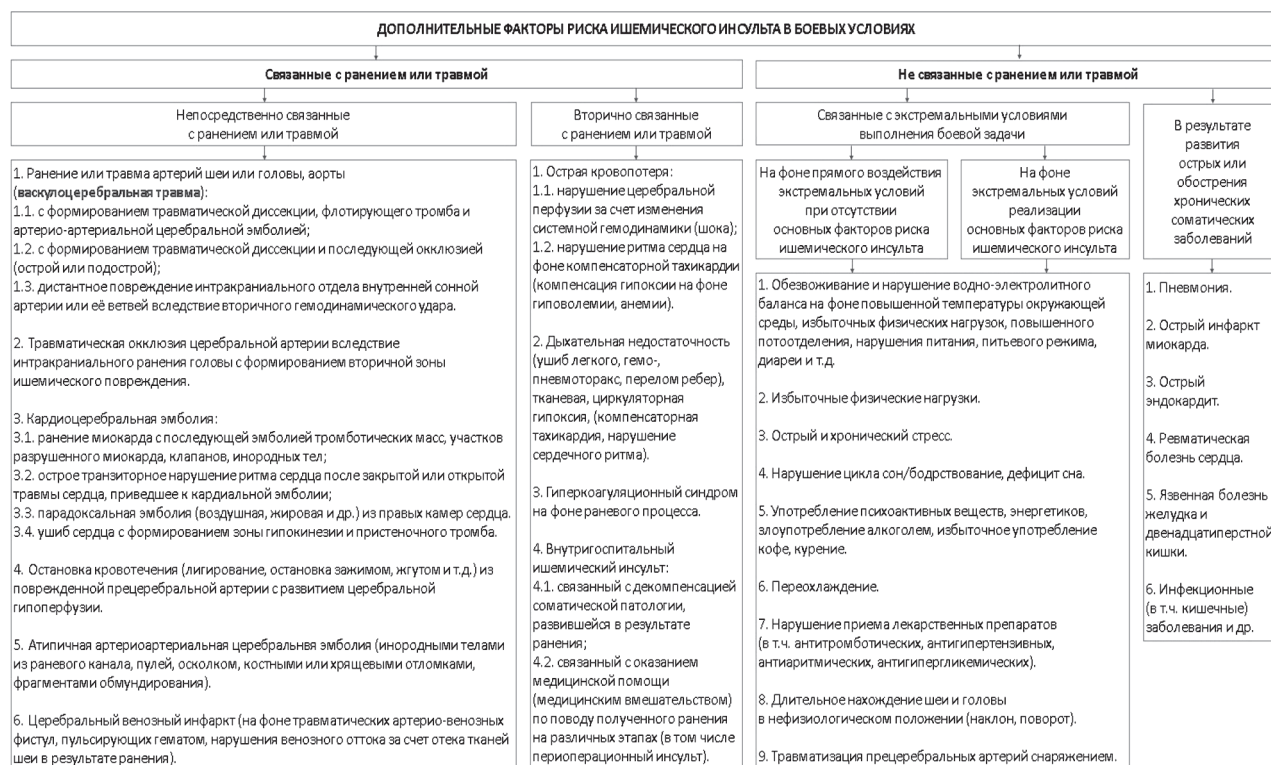 ДОПОЛНИТЕЛЬНЫЕ ФАКТОРЫ РИСКА ИШЕМИЧЕСКОГО ИНСУЛЬТА В БОЕВЫХ УСЛОВИЯХ
Связанные с ранением или травмой
Не связанные с ранением или травмой
Непосредственно связанные
с ранением или травмой
Вторично связанные
с ранением или травмой
Связанные с экстремальными условиями
выполнения боевой задачи
В результате
развития
острых или
обострения
хронических
соматических
заболеваний
На фоне прямого воздействия
экстремальных условий
при отсутствии
основных факторов риска
ишемического инсульта
На фоне
экстремальных условий
реализации
основных факторов риска
ишемического инсульта
1. Ранение или травма артерий шеи или головы, аорты
(васкулоцеребральная травма):
1.1. с формированием травматической диссекции, флотирующего тромба и
артерио-артериальной церебральной эмболией;
1.2. с формированием травматической диссекции и последующей окклюзией
(острой или подострой);
1.3. дистантное повреждение интракраниального отдела внутренней сонной
артерии или её ветвей вследствие вторичного гемодинамического удара.
2. Травматическая окклюзия церебральной артерии вследствие
интракраниального ранения головы с формированием вторичной зоны
ишемического повреждения.
3. Кардиоцеребральная эмболия:
3.1. ранение миокарда с последующей эмболией тромботических масс, участков
разрушенного миокарда, клапанов, инородных тел;
3.2. острое транзиторное нарушение ритма сердца после закрытой или открытой
травмы сердца, приведшее к кардиальной эмболии;
3.3. парадоксальная эмболия (воздушная, жировая и др.) из правых камер сердца.
3.4. ушиб сердца с формированием зоны гипокинезии и пристеночного тромба.
4. Остановка кровотечения (лигирование, остановка зажимом, жгутом и т.д.) из
поврежденной прецеребральной артерии с развитием церебральной
гипоперфузии.
5. Атипичная артериоартериальная церебральнвя эмболия (инородными телами
из раневого канала, пулей, осколком, костными или хрящевыми отломками,
фрагментами обмундирования).
6. Церебральный венозный инфаркт (на фоне травматических артерио-венозных
фистул, пульсирующих гематом, нарушения венозного оттока за счет отека тканей
шеи в результате ранения).
1. Острая кровопотеря:
1.1. нарушение церебральной
перфузии за счет изменения
системной гемодинамики (шока);
1.2. нарушение ритма сердца на
фоне компенсаторной тахикардии
(компенсация гипоксии на фоне
гиповолемии, анемии).
2. Дыхательная недостаточность
(ушиб легкого, гемо-,
пневмоторакс, перелом ребер),
тканевая, циркуляторная
гипоксия, (компенсаторная
тахикардия, нарушение
сердечного ритма).
3. Гиперкоагуляционный синдром
на фоне раневого процесса.
4. Внутригоспитальный
ишемический инсульт:
4.1. связанный с декомпенсацией
соматической патологии,
развившейся в результате
ранения;
4.2. связанный с оказанием
медицинской помощи
(медицинским вмешательством)
по поводу полученного ранения
на различных этапах (в том числе
периоперационный инсульт).
1. Обезвоживание и нарушение водно-электролитного
баланса на фоне повышенной температуры окружающей
среды, избыточных физических нагрузок, повышенного
потоотделения, нарушения питания, питьевого режима,
диареи и т.д.
2. Избыточные физические нагрузки.
3. Острый и хронический стресс.
4. Нарушение цикла сон/бодрствование, дефицит сна.
5. Употребление психоактивных веществ, энергетиков,
злоупотребление алкоголем, избыточное употребление
кофе, курение.
6. Переохлаждение.
7. Нарушение приема лекарственных препаратов
(в т.ч. антитромботических, антигипертензивных,
антиаритмических, антигипергликемических).
8. Длительное нахождение шеи и головы
в нефизиологическом положении (наклон, поворот).
9. Травматизация прецеребральных артерий снаряжением.
1. Пневмония.
2. Острый инфаркт
миокарда.
3. Острый
эндокардит.
4. Ревматическая
болезнь сердца.
5. Язвенная болезнь
желудка и
двенадцатиперстной
кишки.
6. Инфекционные
(в т.ч. кишечные)
заболевания и др.